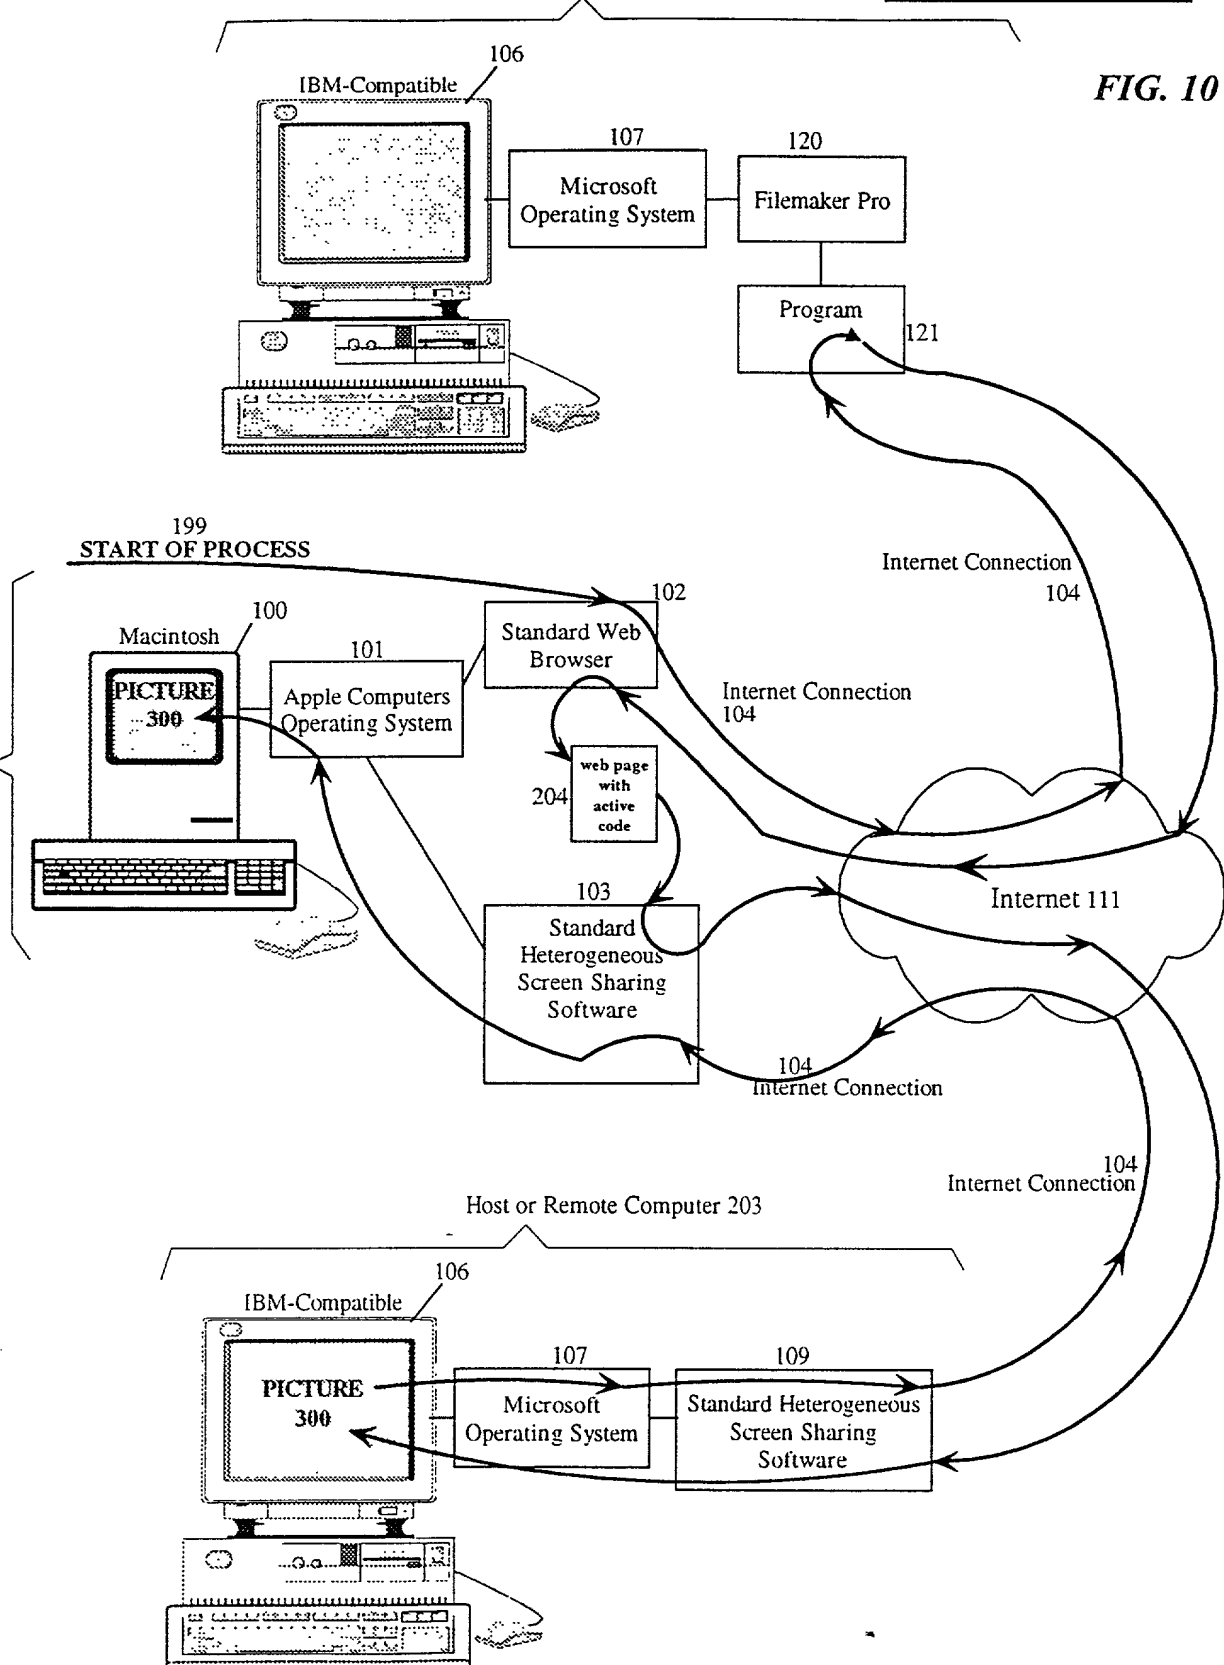 FIG. 10
106
IBM-Compatible
107
Microsoft
Operating System
120
Filemaker Pro
Program
121
199
START OF PROCESS
Internet Connection
104
102
Standard Web
Browser
100
Macintosh
101
Apple Computers
Operating System
PICTURE
300
Internet Connection
104
web page
with
active
code
204
Internet 111
103
Standard
Heterogeneous
Screen Sharing
Software
104
Internet Connection
104
Internet Connection
Host or Remote Computer 203
106
IBM-Compatible
PICTURE
300
107
Microsoft
Operating System
109
Standard Heterogeneous
Screen Sharing
Software